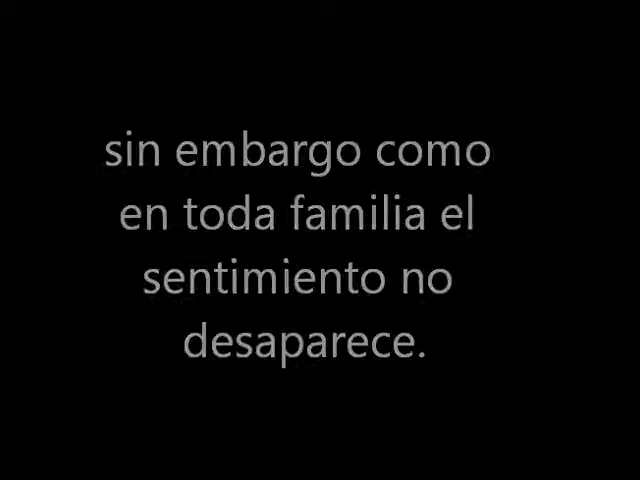 sin embargo como
en toda familia el
sentimiento no
desaparece.